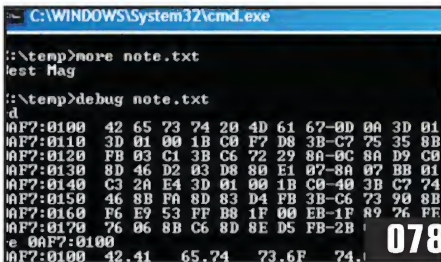 C:\WINDOWS\System32\cmd.exe
:\temp>more note.txt
est Mag
:\temp>debug note.txt
d
AF7:0100 42 65 73 74 20 4D 61 67-0D 0A 3D 01
AF7:0110 3D 01 00 1B C0 F7 D8 3B-C7 75 35 8B
AF7:0120 FB 03 C1 3B C6 72 29 8A-0C 8A D9 C0
AF7:0130 8D 46 D2 03 D8 80 E1 07-8A 07 BB 01
AF7:0140 C3 2A E4 3D 01 00 1B C0-40 3B C7 74
AF7:0150 46 8B FA 8D 83 D4 FB 3B-C6 73 90 8B
AF7:0160 F6 E9 53 FF B8 1F 00 EB-1F 89 76 FE
AF7:0170 76 06 8B C6 8D 8E D5 FB-2B
e 0AF7:0100
AF7:0100 42.41 65.74 73.6F 74.
078